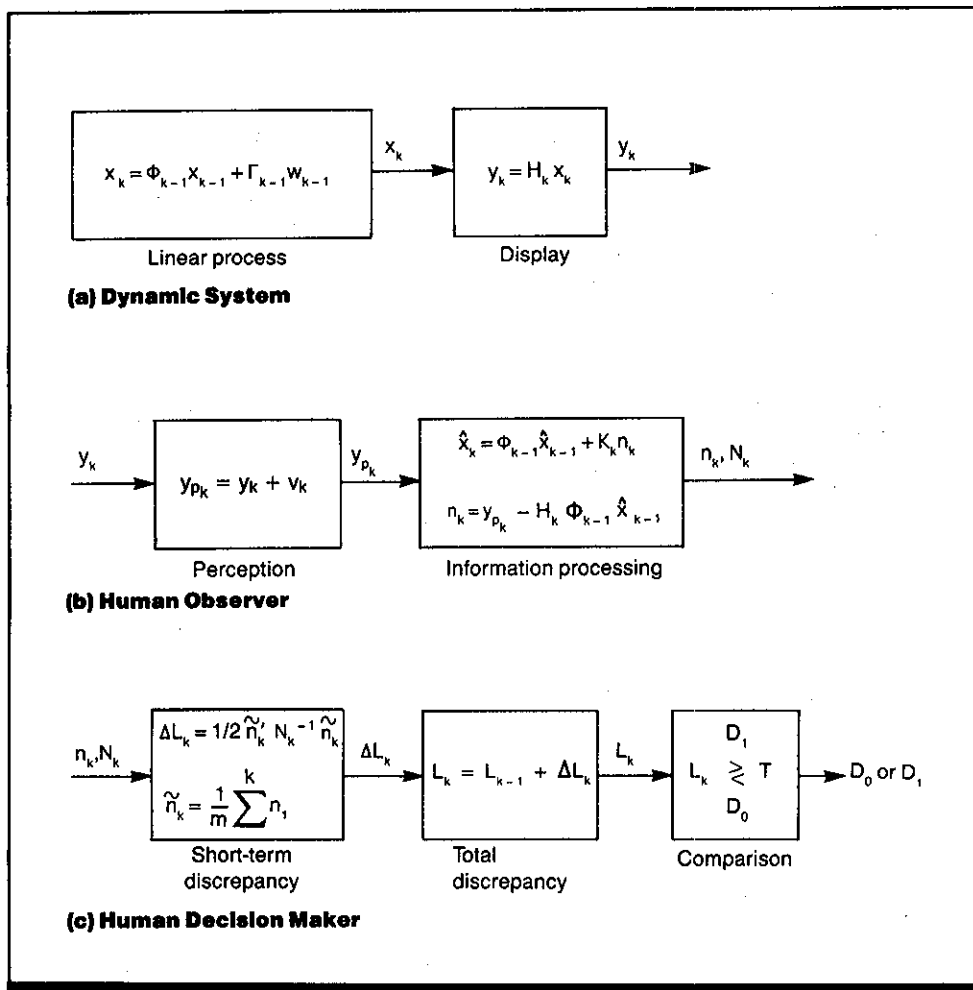 x_k
y_k
x_k = Φ_{k−1} x_{k−1} + Γ_{k−1} w_{k−1}
y_k = H_k x_k
Linear process
Display
(a) Dynamic System
y_k
y_{p_k}
n_k, N_k
y_{p_k} = y_k + v_k
x̂_k = Φ_{k−1} x̂_{k−1} + K_k n_k
n_k = y_{p_k} − H_k Φ_{k−1} x̂_{k−1}
Perception
Information processing
(b) Human Observer
n_k, N_k
ΔL_k = 1/2 ñ_k′ N_k^{−1} ñ_k
ñ_k = 1/m ∑^k n_1
ΔL_k
L_k = L_{k−1} + ΔL_k
L_k
D_1
L_k ≷ T
D_0
D_0 or D_1
Short-term
discrepancy
Total
discrepancy
Comparison
(c) Human Decision Maker